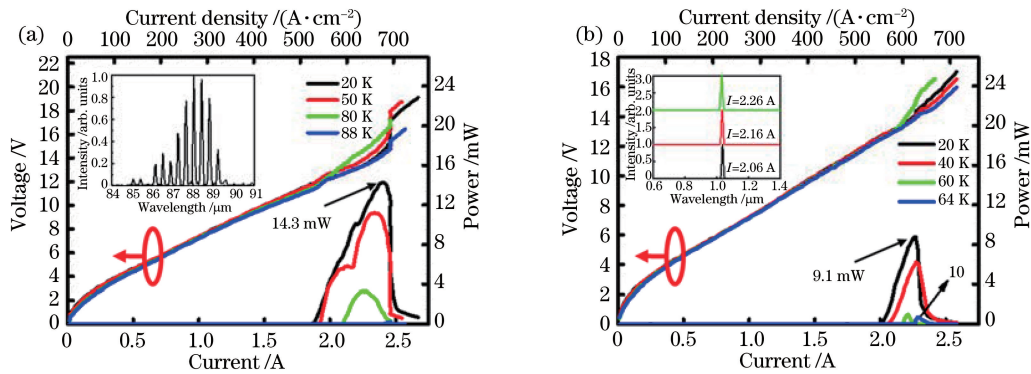 Current density /(A·cm⁻²)
(a) 0 100 200 300 400 500 600 700
22
20
18
16
14
12
10
8
6
4
2
0
Voltage /V
24
20
16
12
8
4
0
Power /mW
1.0
0.8
0.6
0.4
0.2
0
Intensity /arb. units
84 85 86 87 88 89 90 91
Wavelength /μm
20 K
50 K
80 K
88 K
14.3 mW
0.0 0.5 1.0 1.5 2.0 2.5
Current /A
Current density /(A·cm⁻²)
(b) 0 100 200 300 400 500 600 700
18
16
14
12
10
8
6
4
2
0
Voltage /V
24
20
16
12
8
4
0
Power /mW
3.0
2.0
1.0
0
Intensity /arb. units
I=2.26 A
I=2.16 A
I=2.06 A
0.6 0.8 1.0 1.2 1.4
Wavelength /μm
20 K
40 K
60 K
64 K
9.1 mW
10
0.0 0.5 1.0 1.5 2.0 2.5
Current /A